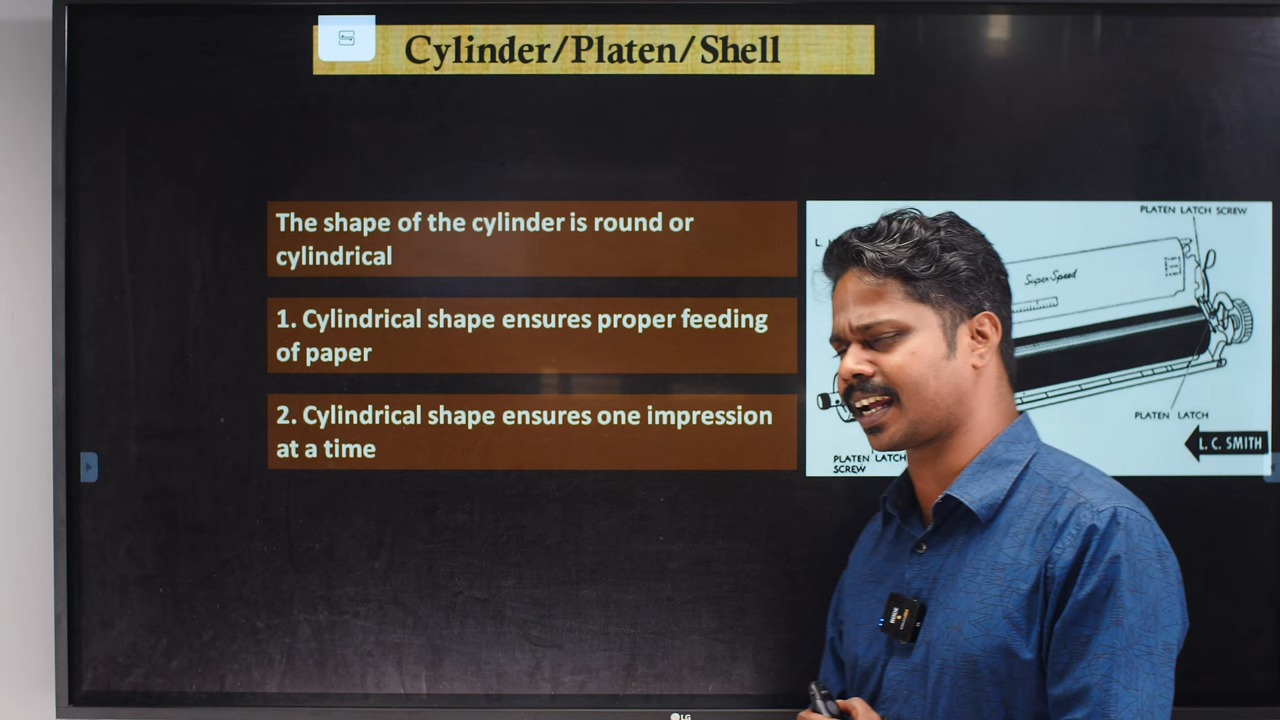 Cylinder/Platen/Shell
The shape of the cylinder is round or
cylindrical
1. Cylindrical shape ensures proper feeding
of paper
2. Cylindrical shape ensures one impression
at a time
PLATEN LATCH SCREW
Super-Speed
PLATEN LATCH
L. C. SMITH
PLATEN LATCH
SCREW
LG